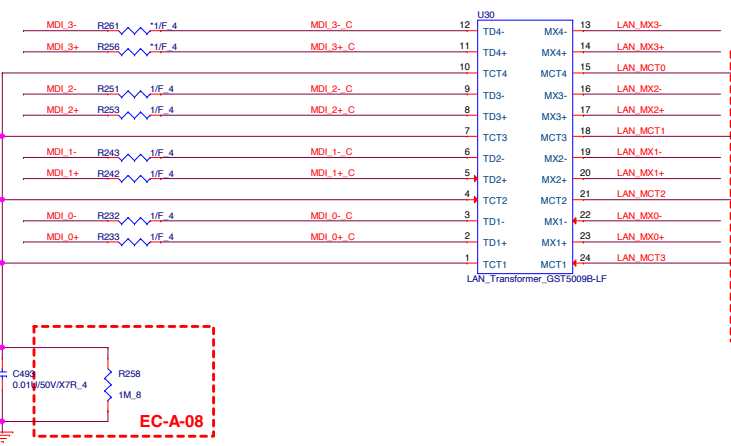 U30
MDI_3- R261 *1/F_4 MDI_3-_C 12 TD4- MX4- 13 LAN_MX3-
MDI_3+ R256 *1/F_4 MDI_3+_C 11 TD4+ MX4+ 14 LAN_MX3+
10 TCT4 MCT4 15 LAN_MCT0
MDI_2- R251 1/F_4 MDI_2-_C 9 TD3- MX3- 16 LAN_MX2-
MDI_2+ R253 1/F_4 MDI_2+_C 8 TD3+ MX3+ 17 LAN_MX2+
7 TCT3 MCT3 18 LAN_MCT1
MDI_1- R243 1/F_4 MDI_1-_C 6 TD2- MX2- 19 LAN_MX1-
MDI_1+ R242 1/F_4 MDI_1+_C 5 TD2+ MX2+ 20 LAN_MX1+
4 TCT2 MCT2 21 LAN_MCT2
MDI_0- R232 1/F_4 MDI_0-_C 3 TD1- MX1- 22 LAN_MX0-
MDI_0+ R233 1/F_4 MDI_0+_C 2 TD1+ MX1+ 23 LAN_MX0+
1 TCT1 MCT1 24 LAN_MCT3
LAN_Transformer_GST5009B-LF
C493 R258
0.01U/50V/X7R_4
1M_8
EC-A-08